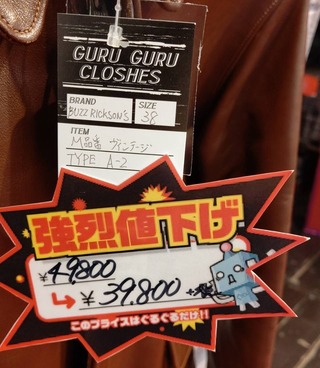 GURU GURU
CLOSHES
BRAND
BUZZ RICKSON'S
SIZE
38
ITEM
M品番 ヴィンテージ
TYPE A-2
強烈値下げ
¥49800
→ ¥39.800
このプライスはぐるぐるだけ!!